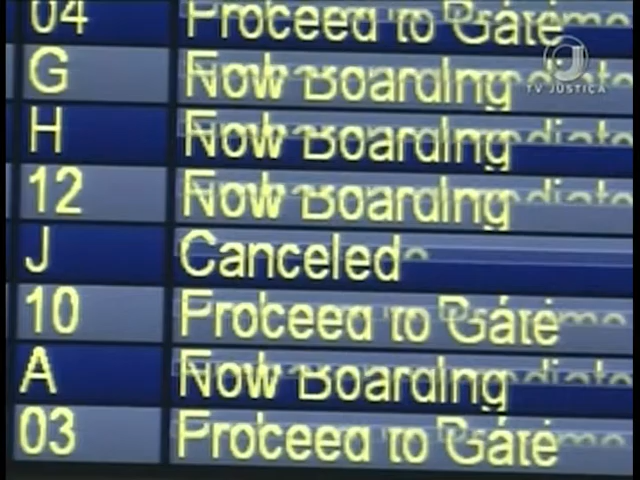 04 Proceed to Gate
G Now Boarding
TV JUSTIÇA
H Now Boarding
12 Now Boarding
J Canceled
10 Proceed to Gate
A Now Boarding
03 Proceed to Gate